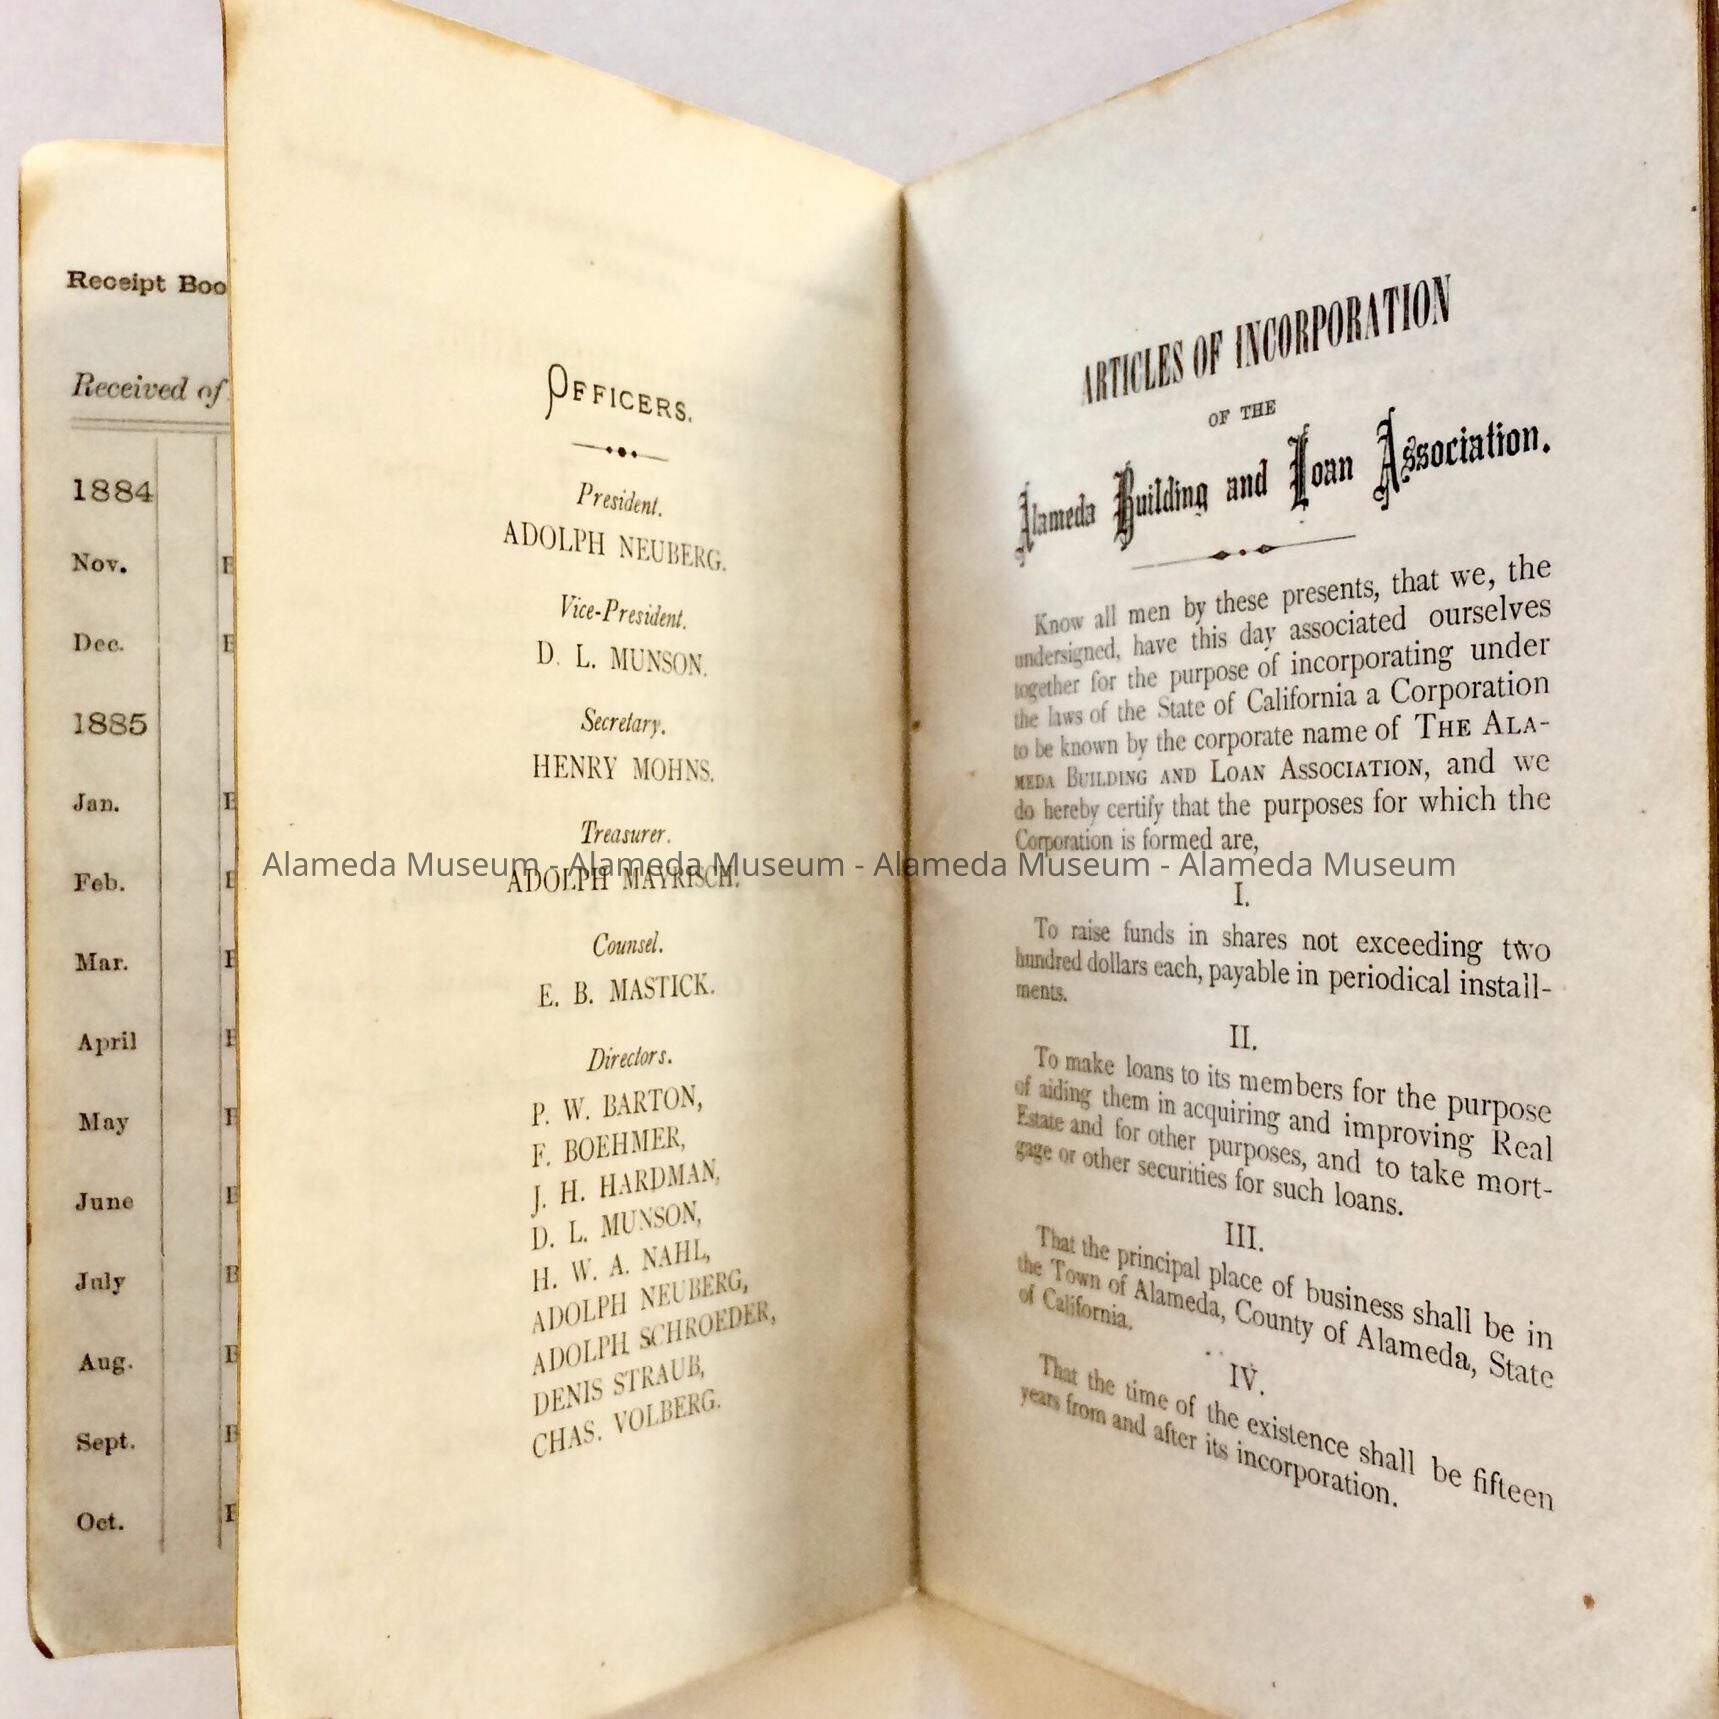 Receipt Boo
Received of
1884
Nov.
Dec.
1885
Jan.
Feb.
Mar.
April
May
June
July
Aug.
Sept.
Oct.
OFFICERS.
President.
ADOLPH NEUBERG.
Vice-President.
D. L. MUNSON.
Secretary.
HENRY MOHNS.
Treasurer.
ADOLPH MAYRISCH.
Counsel.
E. B. MASTICK.
Directors.
P. W. BARTON,
F. BOEHMER,
J. H. HARDMAN,
D. L. MUNSON,
H. W. A. NAHL,
ADOLPH NEUBERG,
ADOLPH SCHROEDER,
DENIS STRAUB,
CHAS. VOLBERG.
ARTICLES OF INCORPORATION
OF THE
Alameda Building and Loan Association.
Know all men by these presents, that we, the
undersigned, have this day associated ourselves
together for the purpose of incorporating under
the laws of the State of California a Corporation
to be known by the corporate name of THE ALA-
MEDA BUILDING AND LOAN ASSOCIATION, and we
do hereby certify that the purposes for which the
Corporation is formed are,
I.
To raise funds in shares not exceeding two
hundred dollars each, payable in periodical install-
ments.
II.
To make loans to its members for the purpose
of aiding them in acquiring and improving Real
Estate and for other purposes, and to take mort-
gage or other securities for such loans.
III.
That the principal place of business shall be in
the Town of Alameda, County of Alameda, State
of California.
IV.
That the time of the existence shall be fifteen
years from and after its incorporation.
Alameda Museum - Alameda Museum - Alameda Museum - Alameda Museum